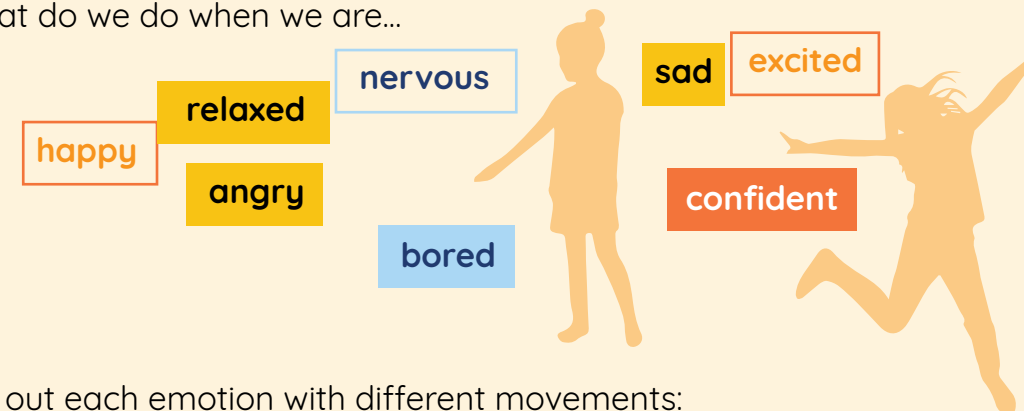 at do we do when we are...
nervous
sad
excited
relaxed
happy
angry
confident
bored
out each emotion with different movements: